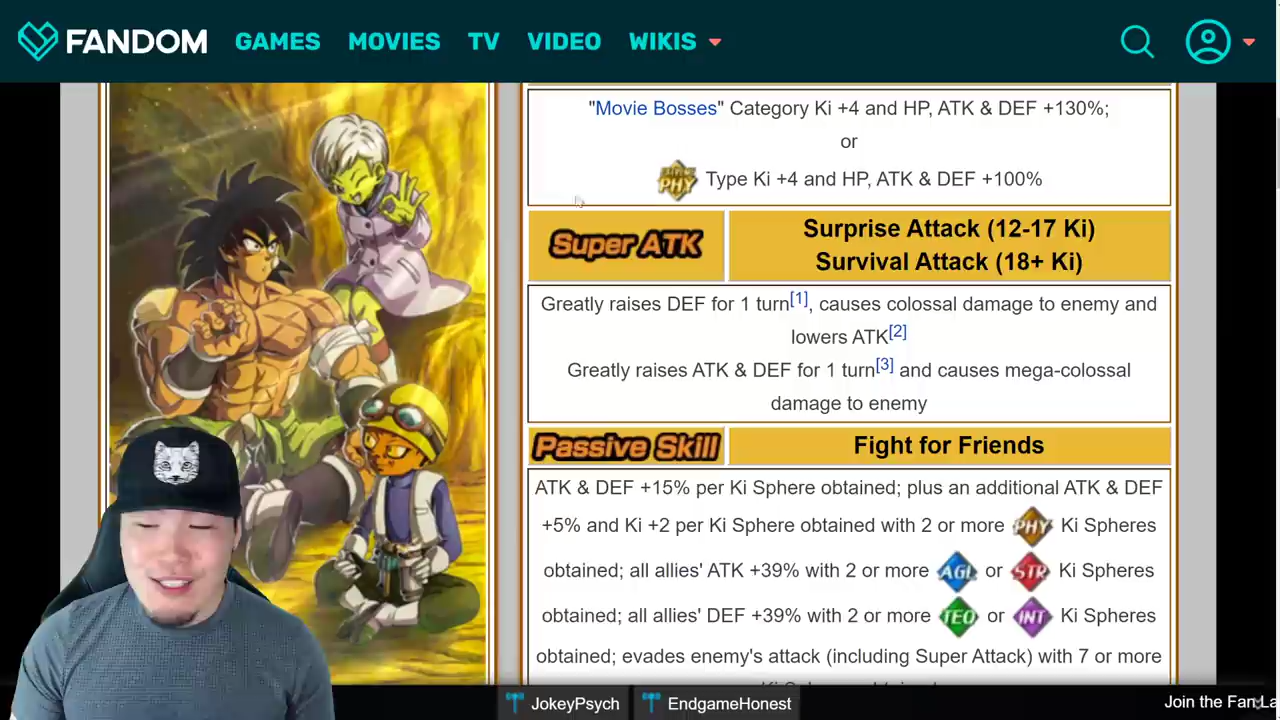 FANDOM GAMES MOVIES TV VIDEO WIKIS
"Movie Bosses" Category Ki +4 and HP, ATK & DEF +130%;
or
PHY Type Ki +4 and HP, ATK & DEF +100%
Super ATK
Surprise Attack (12-17 Ki)
Survival Attack (18+ Ki)
Greatly raises DEF for 1 turn[1], causes colossal damage to enemy and
lowers ATK[2]
Greatly raises ATK & DEF for 1 turn[3] and causes mega-colossal
damage to enemy
Passive Skill
Fight for Friends
ATK & DEF +15% per Ki Sphere obtained; plus an additional ATK & DEF
+5% and Ki +2 per Ki Sphere obtained with 2 or more PHY Ki Spheres
obtained; all allies' ATK +39% with 2 or more AGL or STR Ki Spheres
obtained; all allies' DEF +39% with 2 or more TEQ or INT Ki Spheres
obtained; evades enemy's attack (including Super Attack) with 7 or more
JokeyPsych EndgameHonest Join the Fan